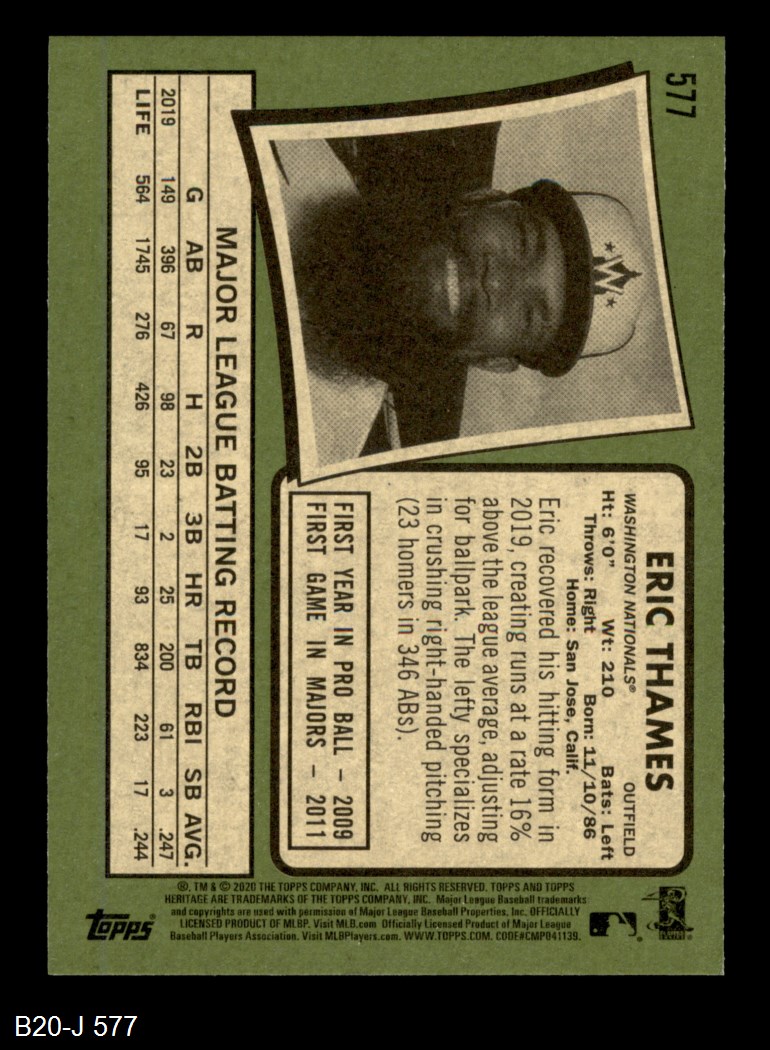 577
ERIC THAMES
WASHINGTON NATIONALS® OUTFIELD
Ht: 6'0" Wt: 210 Bats: Left
Throws: Right Born: 11/10/86
Home: San Jose, Calif.
Eric recovered his hitting form in
2019, creating runs at a rate 16%
above the league average, adjusting
for ballpark. The lefty specializes
in crushing right-handed pitching
(23 homers in 346 ABs).
FIRST YEAR IN PRO BALL – 2009
FIRST GAME IN MAJORS – 2011
W
MAJOR LEAGUE BATTING RECORD
G AB R H 2B 3B HR TB RBI SB AVG.
2019 149 396 67 98 23 2 25 200 61 3 .247
LIFE 564 1745 276 426 95 17 93 834 223 17 .244
®, TM & © 2020 THE TOPPS COMPANY, INC. ALL RIGHTS RESERVED. TOPPS AND TOPPS
HERITAGE ARE TRADEMARKS OF THE TOPPS COMPANY, INC. Major League Baseball trademarks
and copyrights are used with permission of Major League Baseball Properties, Inc. OFFICIALLY
LICENSED PRODUCT OF MLBP. Visit MLB.com Officially Licensed Product of Major League
Baseball Players Association. Visit MLBPlayers.com. WWW.TOPPS.COM. CODE#CMP041139.
Topps®
B20-J 577